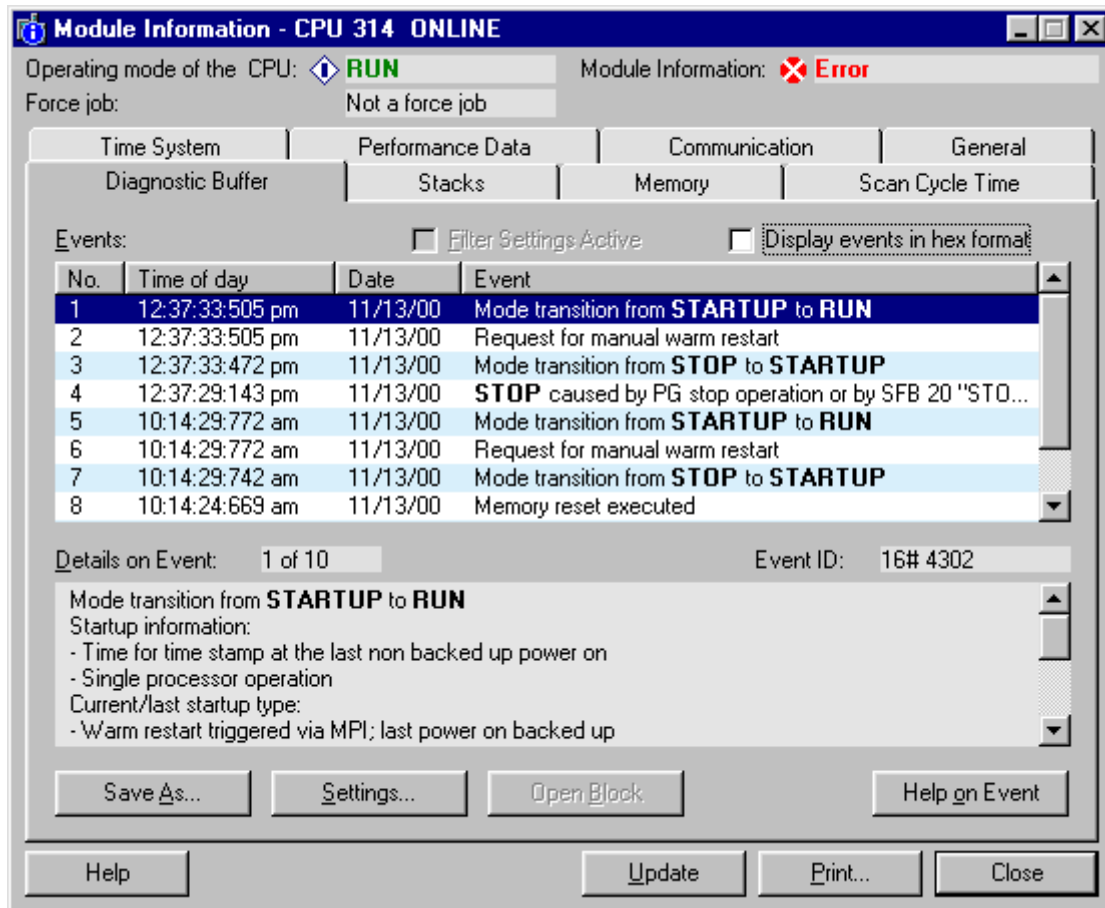 Module Information - CPU 314 ONLINE
Operating mode of the CPU: RUN Module Information: Error
Force job: Not a force job
Time System Performance Data Communication General
Diagnostic Buffer Stacks Memory Scan Cycle Time
Events: Filter Settings Active Display events in hex format
No. Time of day Date Event
1 12:37:33:505 pm 11/13/00 Mode transition from STARTUP to RUN
2 12:37:33:505 pm 11/13/00 Request for manual warm restart
3 12:37:33:472 pm 11/13/00 Mode transition from STOP to STARTUP
4 12:37:29:143 pm 11/13/00 STOP caused by PG stop operation or by SFB 20 "STO...
5 10:14:29:772 am 11/13/00 Mode transition from STARTUP to RUN
6 10:14:29:772 am 11/13/00 Request for manual warm restart
7 10:14:29:742 am 11/13/00 Mode transition from STOP to STARTUP
8 10:14:24:669 am 11/13/00 Memory reset executed
Details on Event: 1 of 10 Event ID: 16# 4302
Mode transition from STARTUP to RUN
Startup information:
- Time for time stamp at the last non backed up power on
- Single processor operation
Current/last startup type:
- Warm restart triggered via MPI; last power on backed up
Save As... Settings... Open Block Help on Event
Help Update Print... Close